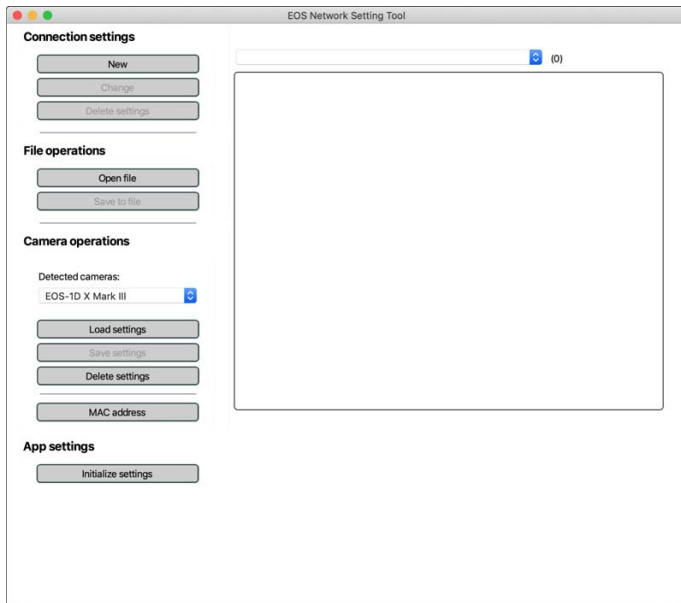 EOS Network Setting Tool
Connection settings
New
Change
Delete settings
File operations
Open file
Save to file
Camera operations
Detected cameras:
EOS-1D X Mark III
Load settings
Save settings
Delete settings
MAC address
App settings
Initialize settings
(0)